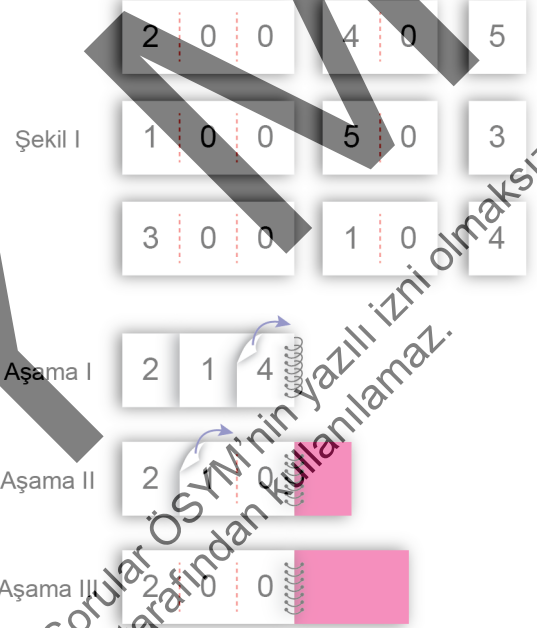 2 0 0 4 0 5
Şekil I 1 0 0 5 0 3
3 0 0 1 0 4
Aşama I 2 1 4
Aşama II 2 1 0
Aşama III 2 0 0
Sorular ÖSYM'nin yazılı izni olmaksız
tarafından kullanılamaz.